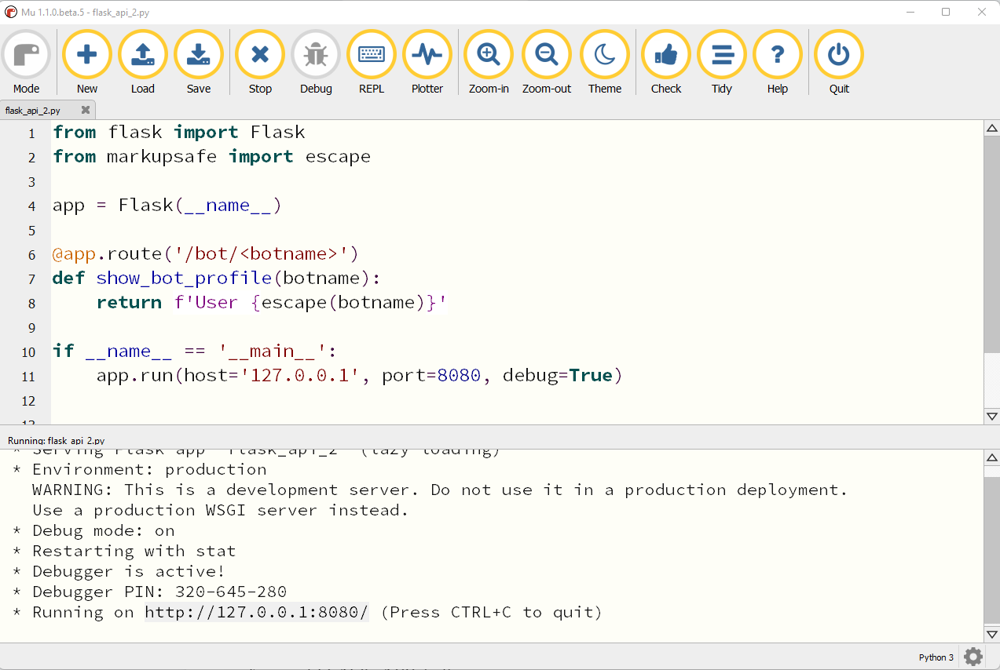 Mu 1.1.0.beta.5 - flask_api_2.py
Mode New Load Save Stop Debug REPL Plotter Zoom-in Zoom-out Theme Check Tidy Help Quit
flask_api_2.py
1 from flask import Flask
2 from markupsafe import escape
3
4 app = Flask(__name__)
5
6 @app.route('/bot/<botname>')
7 def show_bot_profile(botname):
8     return f'User {escape(botname)}'
9
10 if __name__ == '__main__':
11     app.run(host='127.0.0.1', port=8080, debug=True)
12
13
Running: flask_api_2.py
* Serving Flask app "flask_api_2" (lazy loading)
* Environment: production
  WARNING: This is a development server. Do not use it in a production deployment.
  Use a production WSGI server instead.
* Debug mode: on
* Restarting with stat
* Debugger is active!
* Debugger PIN: 320-645-280
* Running on http://127.0.0.1:8080/ (Press CTRL+C to quit)
Python 3